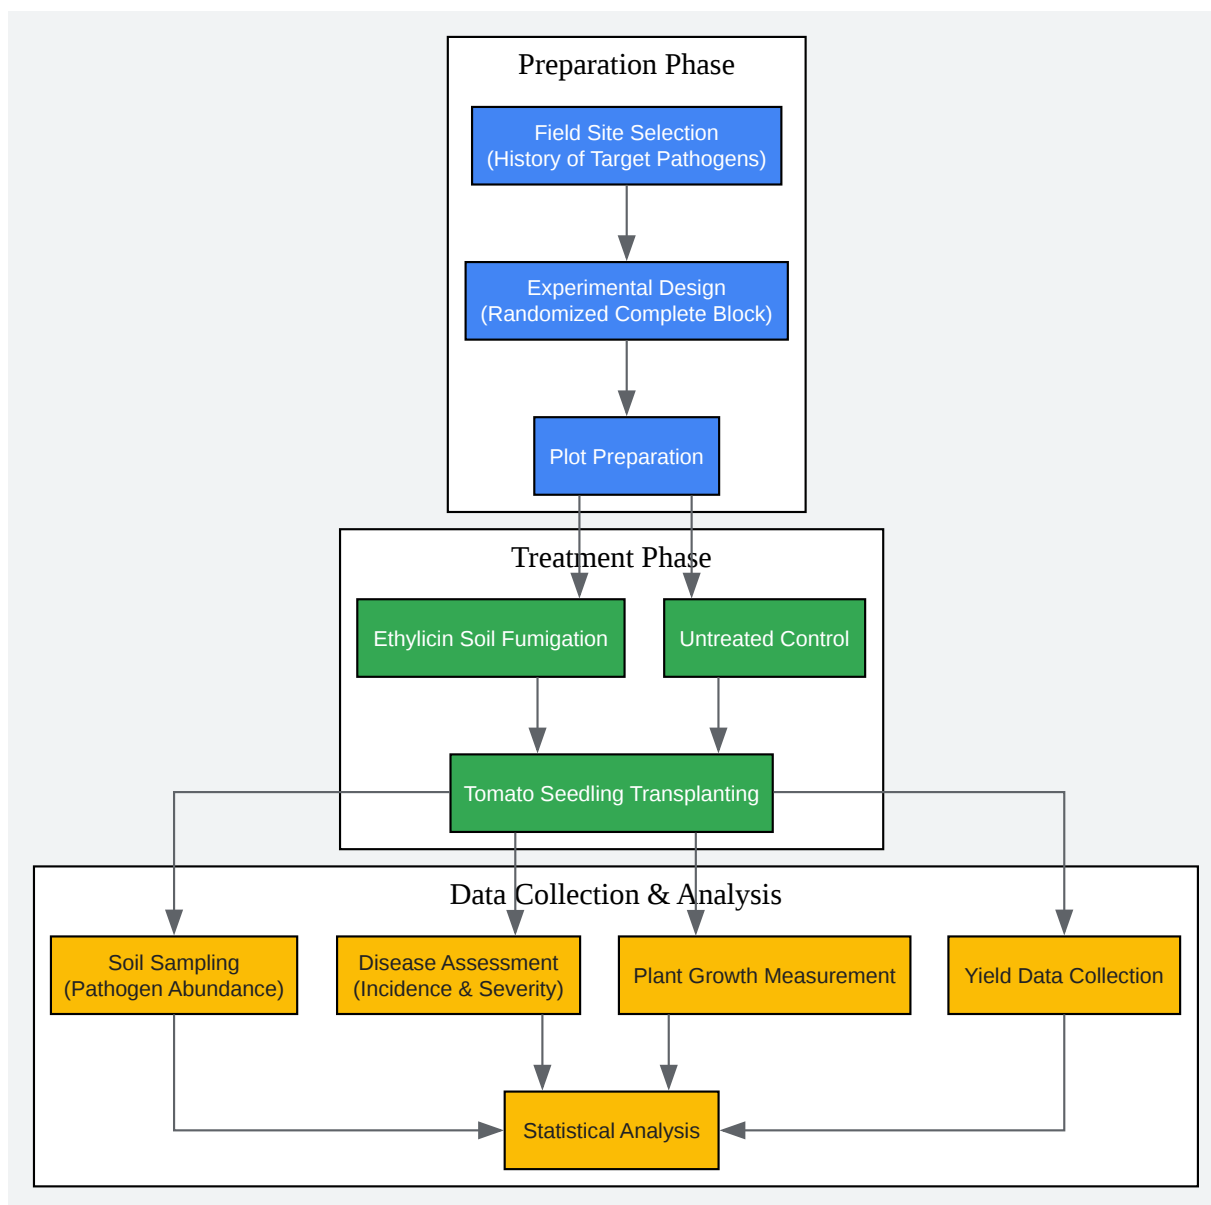 Preparation Phase
Field Site Selection
(History of Target Pathogens)
Experimental Design
(Randomized Complete Block)
Plot Preparation
Treatment Phase
Ethylicin Soil Fumigation
Untreated Control
Tomato Seedling Transplanting
Data Collection & Analysis
Soil Sampling
(Pathogen Abundance)
Disease Assessment
(Incidence & Severity)
Plant Growth Measurement
Yield Data Collection
Statistical Analysis